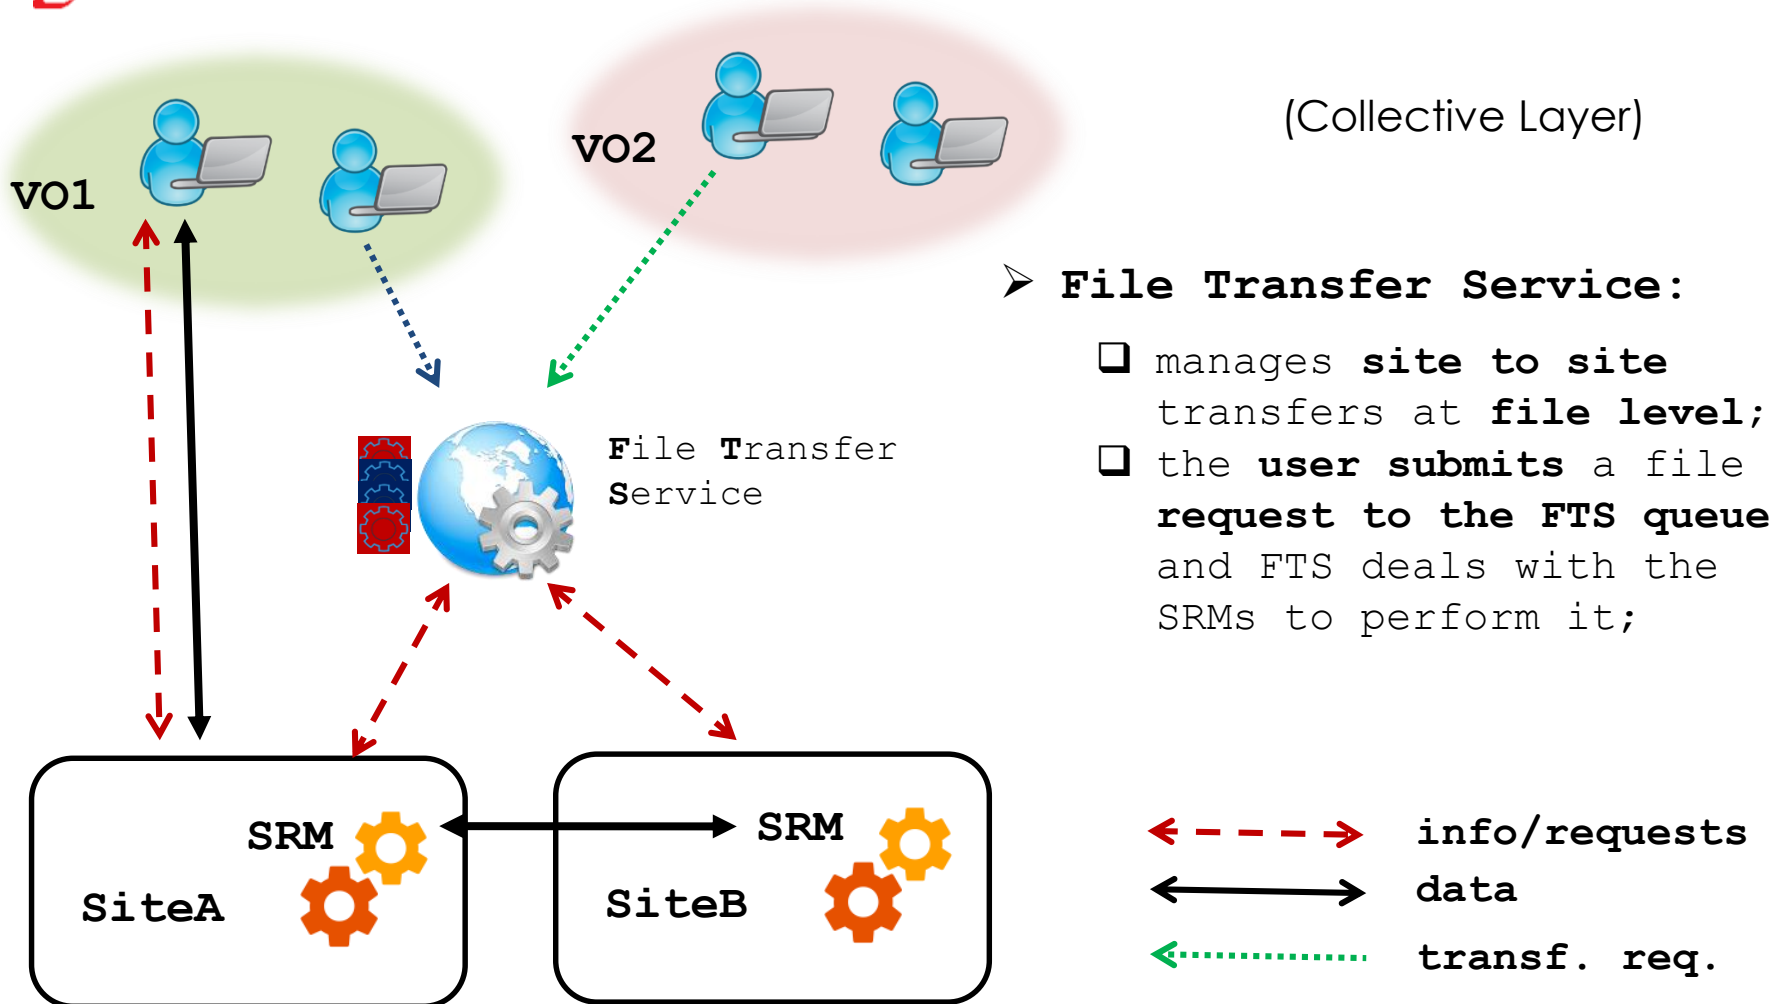 (Collective Layer)
VO1
VO2
File Transfer
Service
➢ File Transfer Service:
❑ manages site to site
transfers at file level;
❑ the user submits a file
request to the FTS queue
and FTS deals with the
SRMs to perform it;
SRM
SiteA
SRM
SiteB
info/requests
data
transf. req.